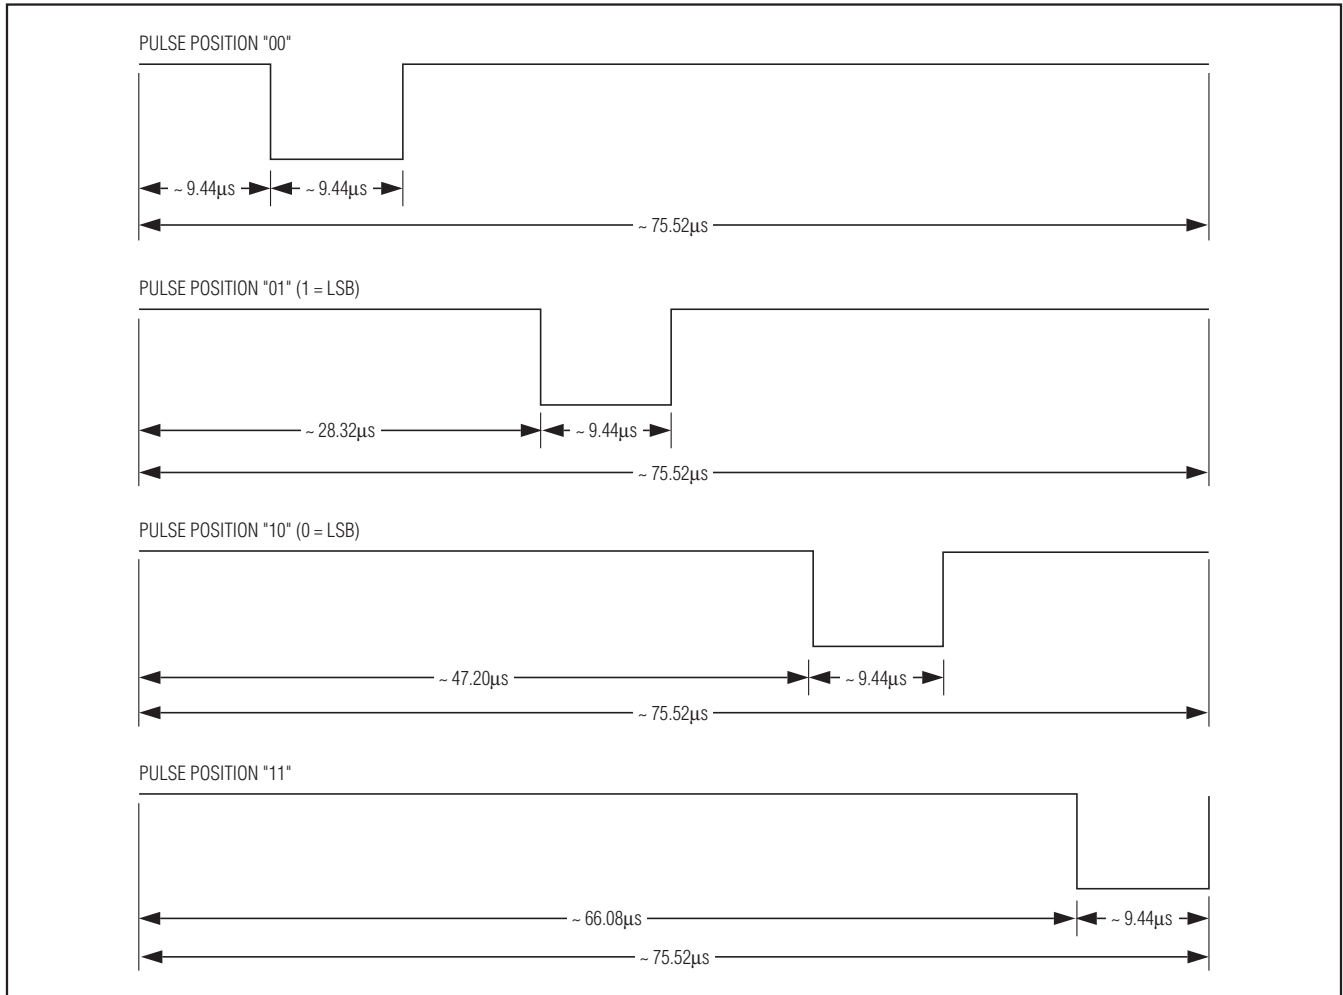 PULSE POSITION "00"
~ 9.44µs ~ 9.44µs
~ 75.52µs
PULSE POSITION "01" (1 = LSB)
~ 28.32µs ~ 9.44µs
~ 75.52µs
PULSE POSITION "10" (0 = LSB)
~ 47.20µs ~ 9.44µs
~ 75.52µs
PULSE POSITION "11"
~ 66.08µs ~ 9.44µs
~ 75.52µs